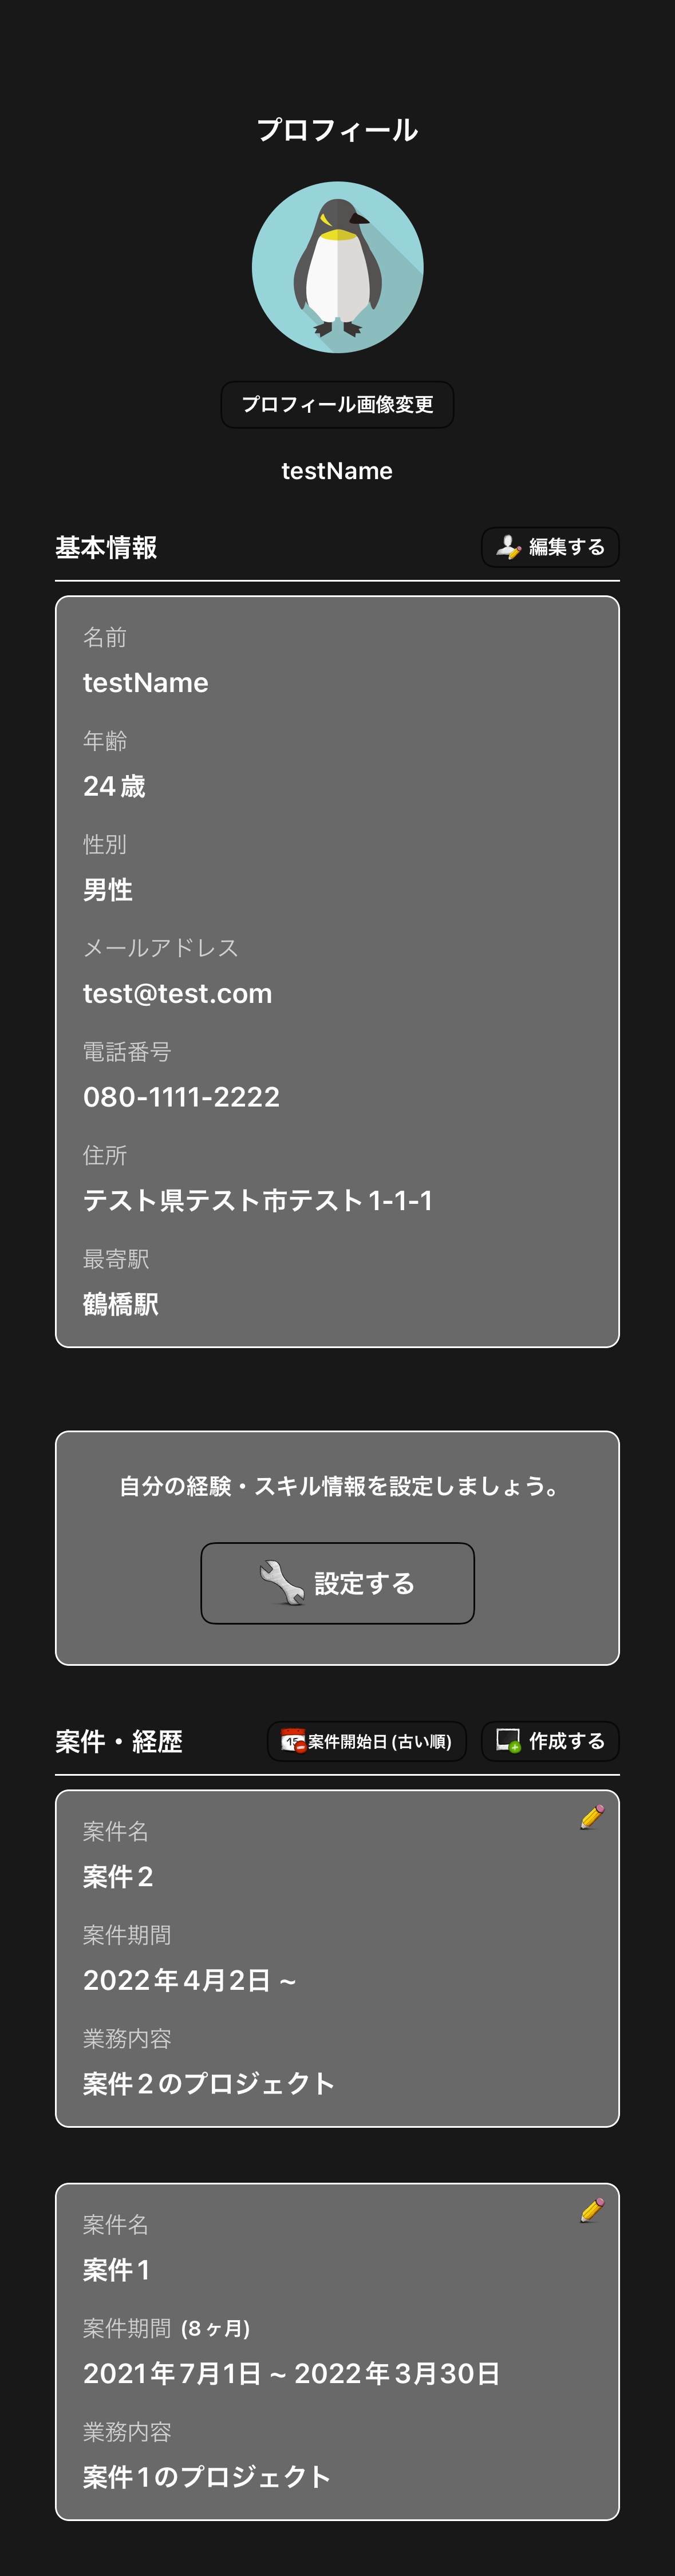 プロフィール
プロフィール画像変更
testName
基本情報
編集する
名前
testName
年齢
24歳
性別
男性
メールアドレス
test@test.com
電話番号
080-1111-2222
住所
テスト県テスト市テスト1-1-1
最寄駅
鶴橋駅
自分の経験・スキル情報を設定しましょう。
設定する
案件・経歴
15
案件開始日(古い順)
作成する
案件名
案件2
案件期間
2022年4月2日 ~
業務内容
案件2のプロジェクト
案件名
案件1
案件期間 (8ヶ月)
2021年7月1日 ~ 2022年3月30日
業務内容
案件1のプロジェクト